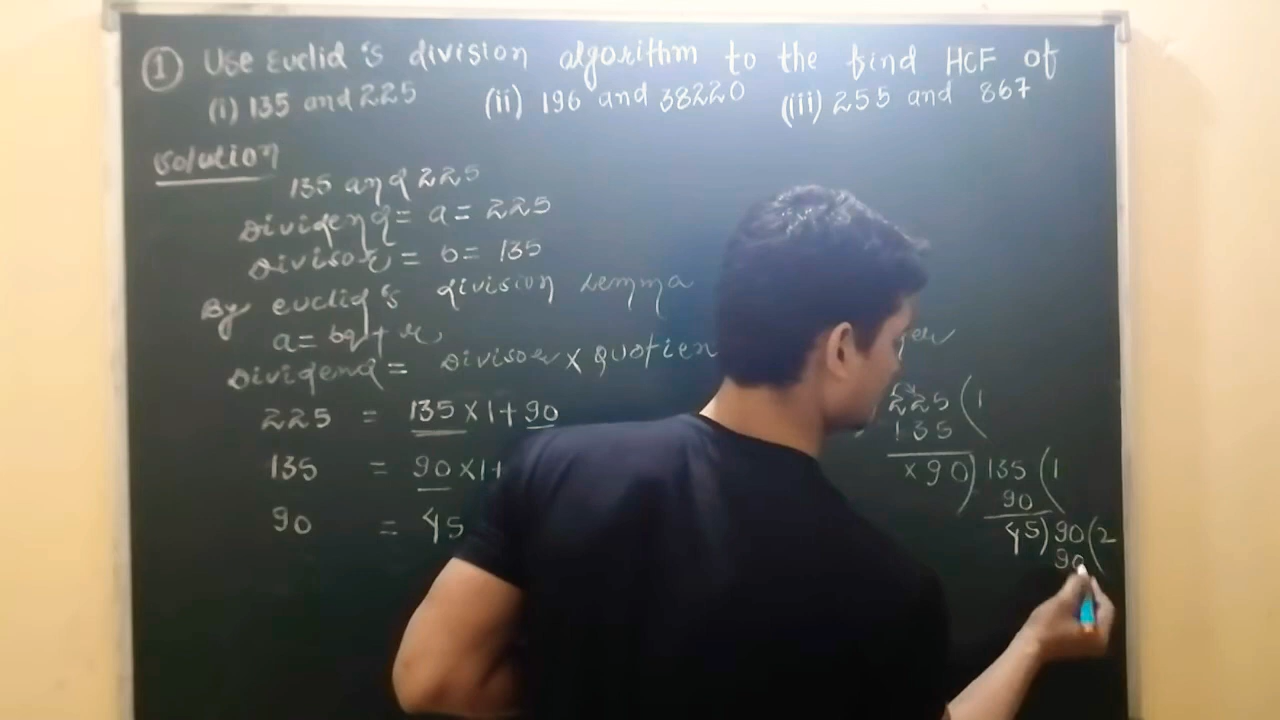 ① Use Euclid's division algorithm to the find HCF of
(i) 135 and 225 (ii) 196 and 38220 (iii) 255 and 867
Solution
135 and 225
Dividend = a = 225
Divisor = b = 135
By euclid's division lemma
a = bq + r
Dividend = Divisor × Quotien
225 = 135 × 1 + 90
135 = 90 × 1 +
90 = 45
225 ( 1
135
× 90 ) 135 ( 1
90
45 ) 90 ( 2
90